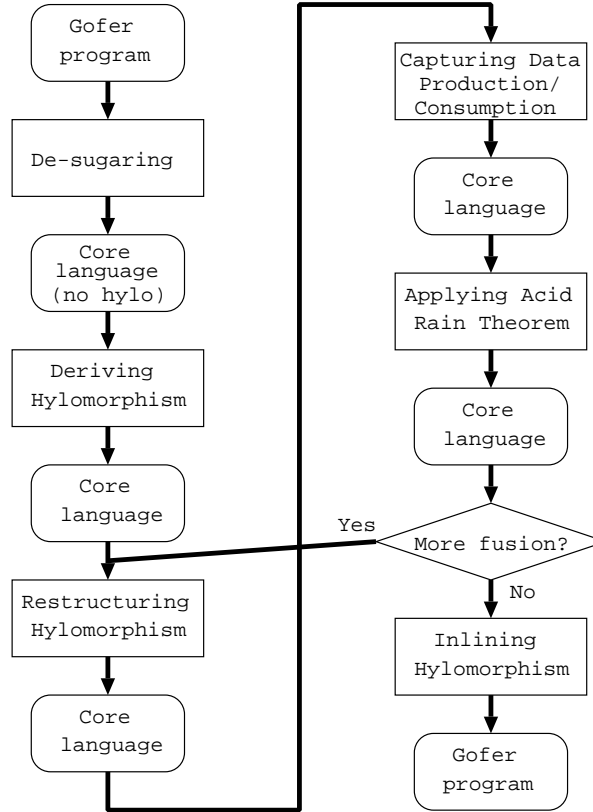 Gofer
program
De-sugaring
Core
language
(no hylo)
Deriving
Hylomorphism
Core
language
Restructuring
Hylomorphism
Core
language
Capturing Data
Production/
Consumption
Core
language
Applying Acid
Rain Theorem
Core
language
Yes
More fusion?
No
Inlining
Hylomorphism
Gofer
program